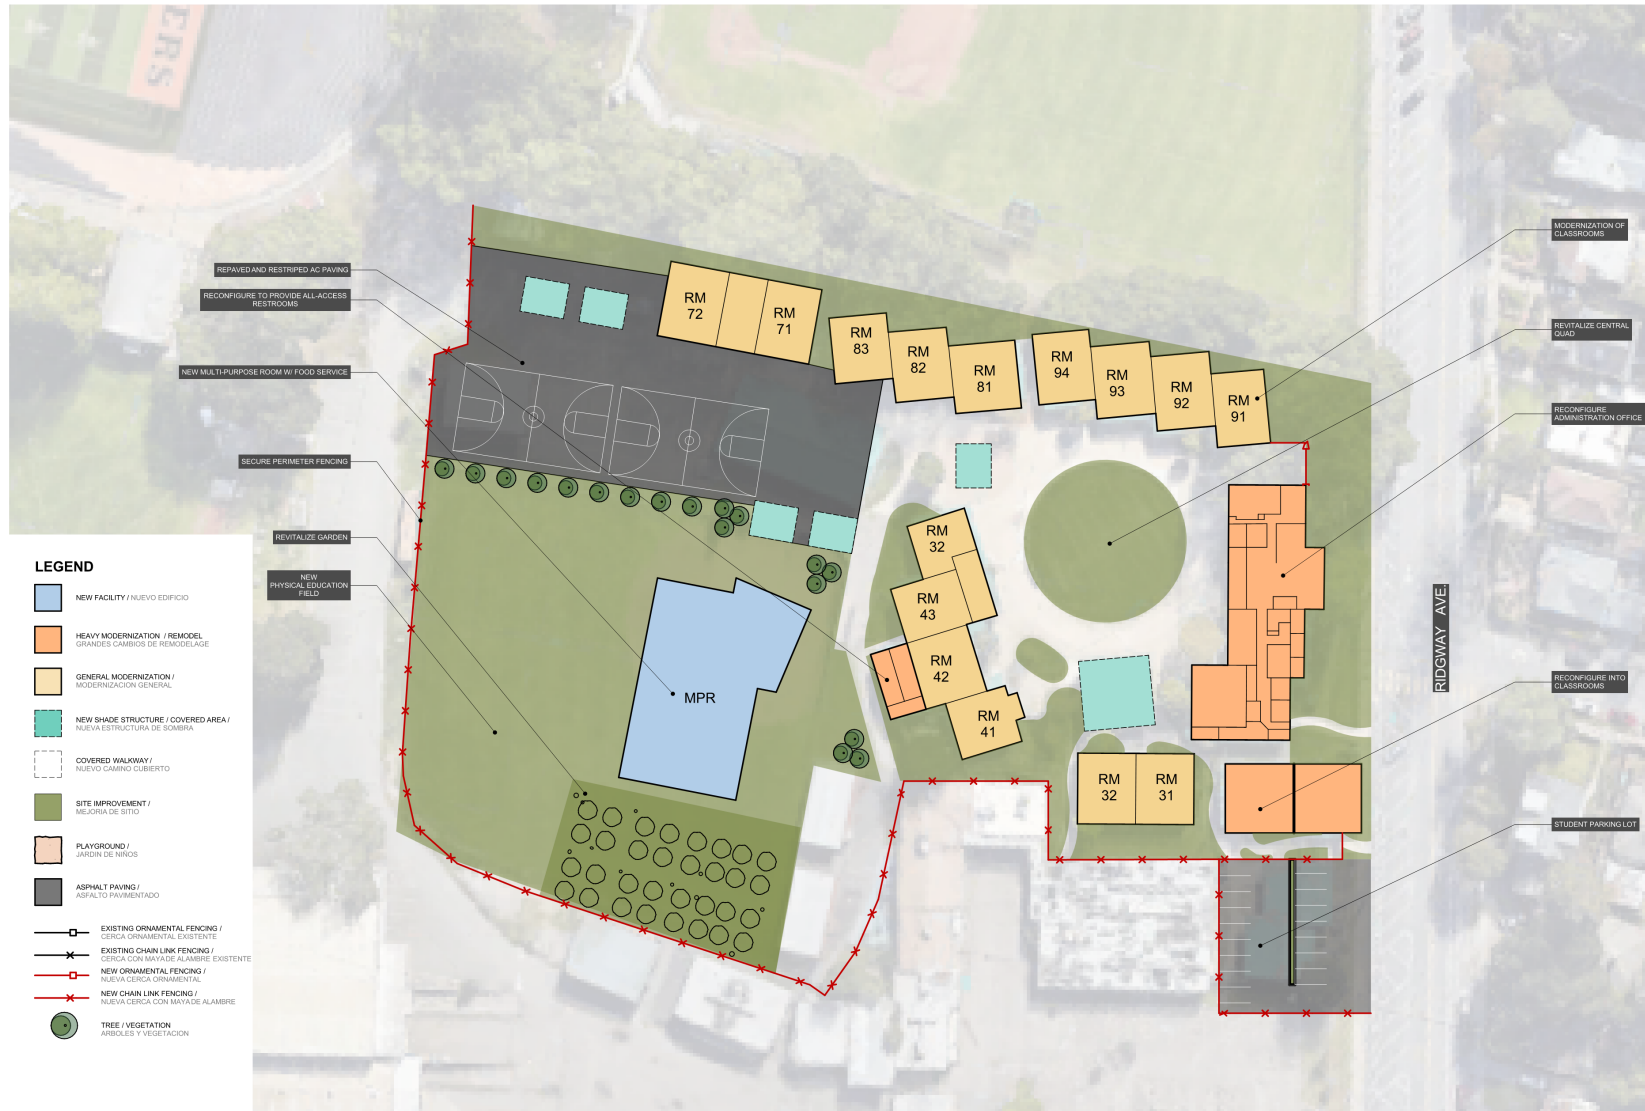 ERS
REPAVED AND RESTRIPED AC PAVING
RECONFIGURE TO PROVIDE ALL-ACCESS
RESTROOMS
NEW MULTI-PURPOSE ROOM W/ FOOD SERVICE
SECURE PERIMETER FENCING
REVITALIZE GARDEN
NEW
PHYSICAL EDUCATION
FIELD
MODERNIZATION OF
CLASSROOMS
REVITALIZE CENTRAL
QUAD
RECONFIGURE
ADMINISTRATION OFFICE
RECONFIGURE INTO
CLASSROOMS
STUDENT PARKING LOT
RIDGWAY AVE.
RM
72
RM
71
RM
83
RM
82
RM
81
RM
94
RM
93
RM
92
RM
91
RM
32
RM
43
RM
42
RM
41
RM
32
RM
31
MPR
LEGEND
NEW FACILITY / NUEVO EDIFICIO
HEAVY MODERNIZATION / REMODEL
GRANDES CAMBIOS DE REMODELAGE
GENERAL MODERNIZATION /
MODERNIZACION GENERAL
NEW SHADE STRUCTURE / COVERED AREA /
NUEVA ESTRUCTURA DE SOMBRA
COVERED WALKWAY /
NUEVO CAMINO CUBIERTO
SITE IMPROVEMENT /
MEJORIA DE SITIO
PLAYGROUND /
JARDIN DE NIÑOS
ASPHALT PAVING /
ASFALTO PAVIMENTADO
EXISTING ORNAMENTAL FENCING /
CERCA ORNAMENTAL EXISTENTE
EXISTING CHAIN LINK FENCING /
CERCA CON MAYA DE ALAMBRE EXISTENTE
NEW ORNAMENTAL FENCING /
NUEVA CERCA ORNAMENTAL
NEW CHAIN LINK FENCING /
NUEVA CERCA CON MAYA DE ALAMBRE
TREE / VEGETATION
ARBOLES Y VEGETACION